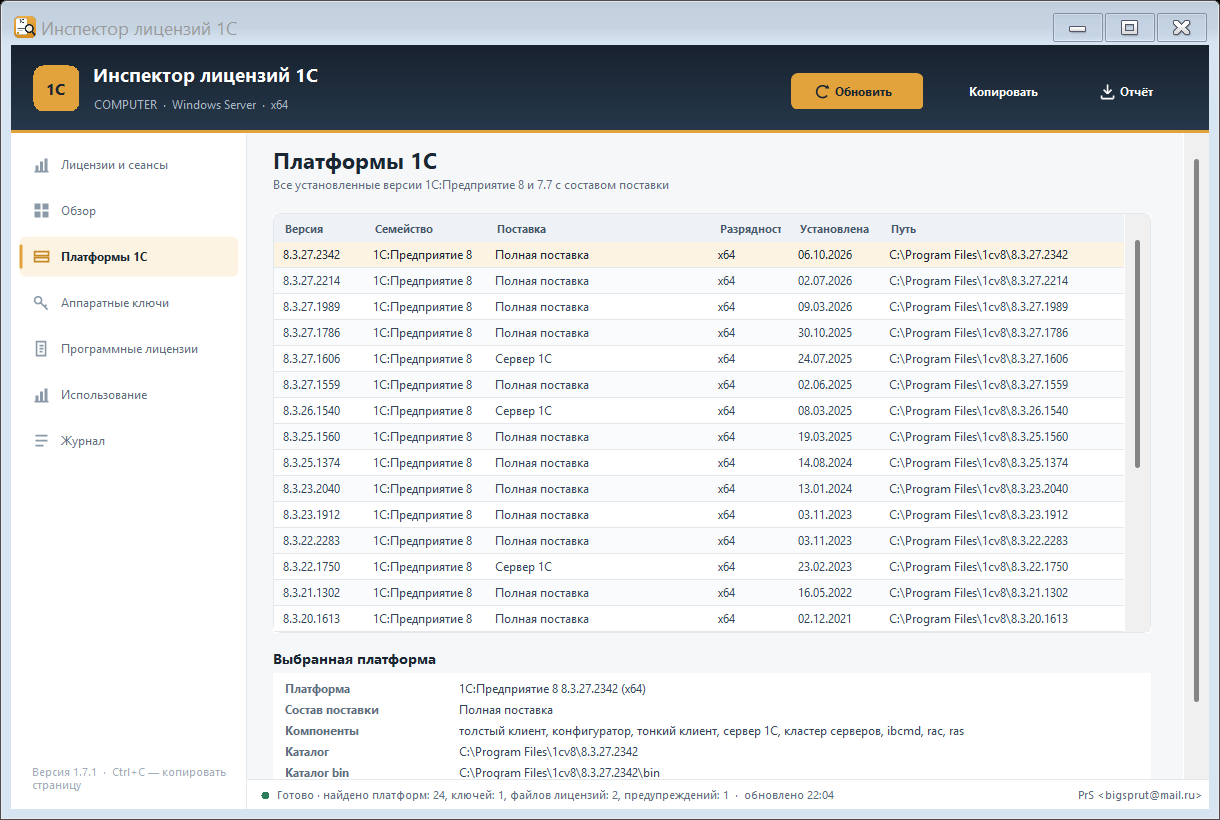 Инспектор лицензий 1С
1С
Инспектор лицензий 1С
COMPUTER · Windows Server · x64
Обновить
Копировать
Отчёт
Лицензии и сеансы
Обзор
Платформы 1С
Аппаратные ключи
Программные лицензии
Использование
Журнал
Версия 1.7.1 · Ctrl+C — копировать
страницу
Платформы 1С
Все установленные версии 1С:Предприятие 8 и 7.7 с составом поставки
Версия Семейство Поставка Разрядност Установлена Путь
8.3.27.2342 1С:Предприятие 8 Полная поставка x64 06.10.2026 C:\Program Files\1cv8\8.3.27.2342
8.3.27.2214 1С:Предприятие 8 Полная поставка x64 02.07.2026 C:\Program Files\1cv8\8.3.27.2214
8.3.27.1989 1С:Предприятие 8 Полная поставка x64 09.03.2026 C:\Program Files\1cv8\8.3.27.1989
8.3.27.1786 1С:Предприятие 8 Полная поставка x64 30.10.2025 C:\Program Files\1cv8\8.3.27.1786
8.3.27.1606 1С:Предприятие 8 Сервер 1С x64 24.07.2025 C:\Program Files\1cv8\8.3.27.1606
8.3.27.1559 1С:Предприятие 8 Полная поставка x64 02.06.2025 C:\Program Files\1cv8\8.3.27.1559
8.3.26.1540 1С:Предприятие 8 Сервер 1С x64 08.03.2025 C:\Program Files\1cv8\8.3.26.1540
8.3.25.1560 1С:Предприятие 8 Полная поставка x64 19.03.2025 C:\Program Files\1cv8\8.3.25.1560
8.3.25.1374 1С:Предприятие 8 Полная поставка x64 14.08.2024 C:\Program Files\1cv8\8.3.25.1374
8.3.23.2040 1С:Предприятие 8 Полная поставка x64 13.01.2024 C:\Program Files\1cv8\8.3.23.2040
8.3.23.1912 1С:Предприятие 8 Полная поставка x64 03.11.2023 C:\Program Files\1cv8\8.3.23.1912
8.3.22.2283 1С:Предприятие 8 Полная поставка x64 03.11.2023 C:\Program Files\1cv8\8.3.22.2283
8.3.22.1750 1С:Предприятие 8 Сервер 1С x64 23.02.2023 C:\Program Files\1cv8\8.3.22.1750
8.3.21.1302 1С:Предприятие 8 Полная поставка x64 16.05.2022 C:\Program Files\1cv8\8.3.21.1302
8.3.20.1613 1С:Предприятие 8 Полная поставка x64 02.12.2021 C:\Program Files\1cv8\8.3.20.1613
Выбранная платформа
Платформа 1С:Предприятие 8 8.3.27.2342 (x64)
Состав поставки Полная поставка
Компоненты толстый клиент, конфигуратор, тонкий клиент, сервер 1С, кластер серверов, ibcmd, rac, ras
Каталог C:\Program Files\1cv8\8.3.27.2342
Каталог bin C:\Program Files\1cv8\8.3.27.2342\bin
Готово · найдено платформ: 24, ключей: 1, файлов лицензий: 2, предупреждений: 1 · обновлено 22:04
PrS <bigsprut@mail.ru>